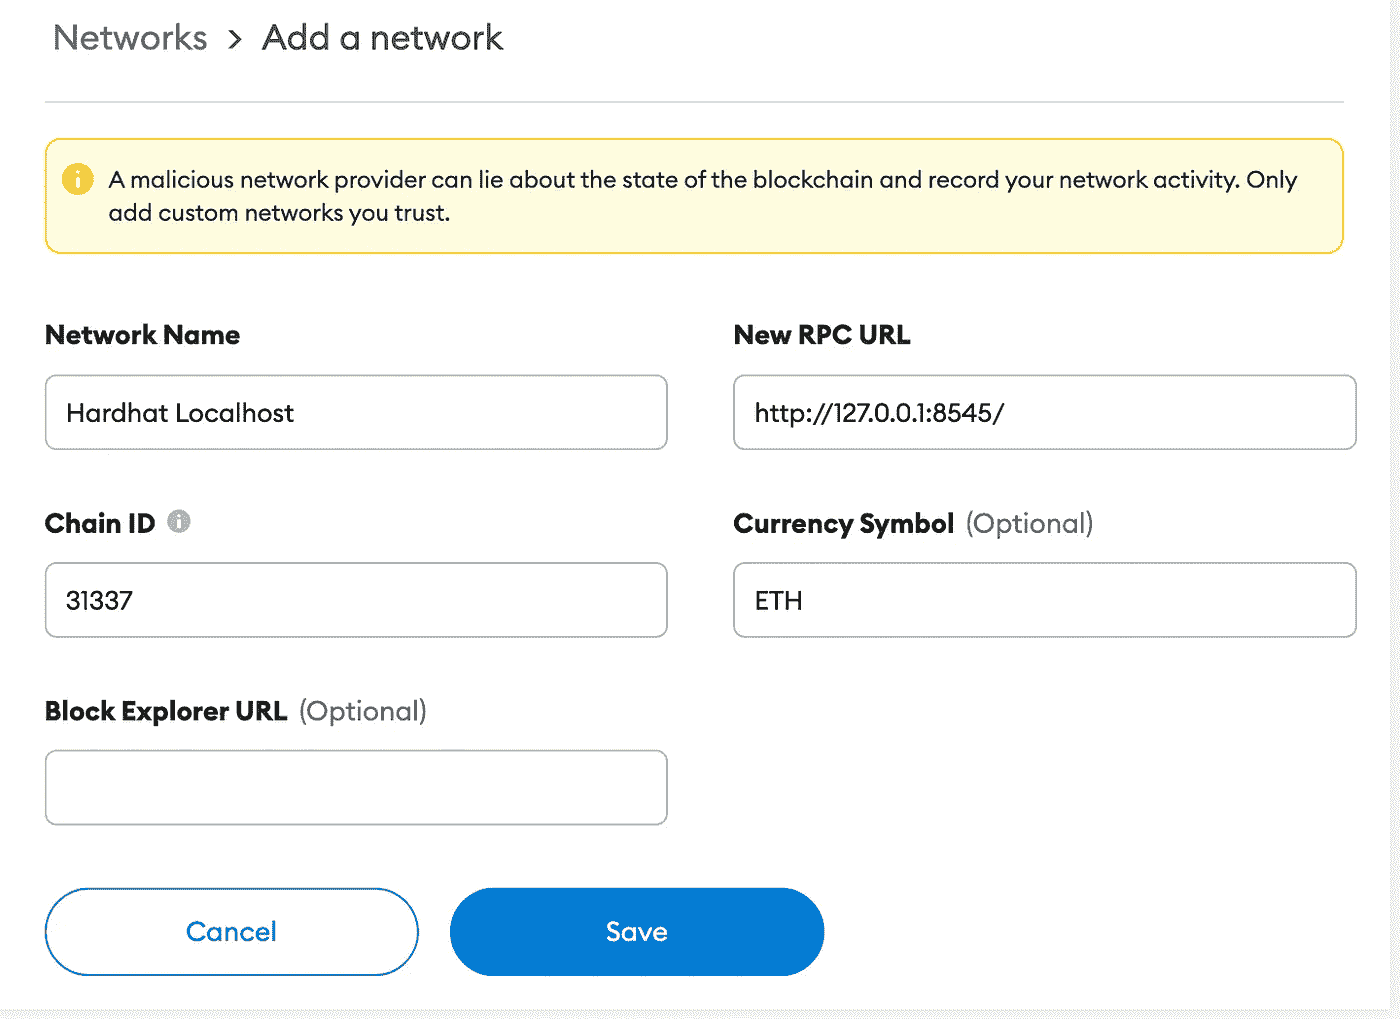 Networks > Add a network
A malicious network provider can lie about the state of the blockchain and record your network activity. Only
add custom networks you trust.
Network Name
New RPC URL
Hardhat Localhost
http://127.0.0.1:8545/
Chain ID
Currency Symbol (Optional)
31337
ETH
Block Explorer URL (Optional)
Cancel
Save